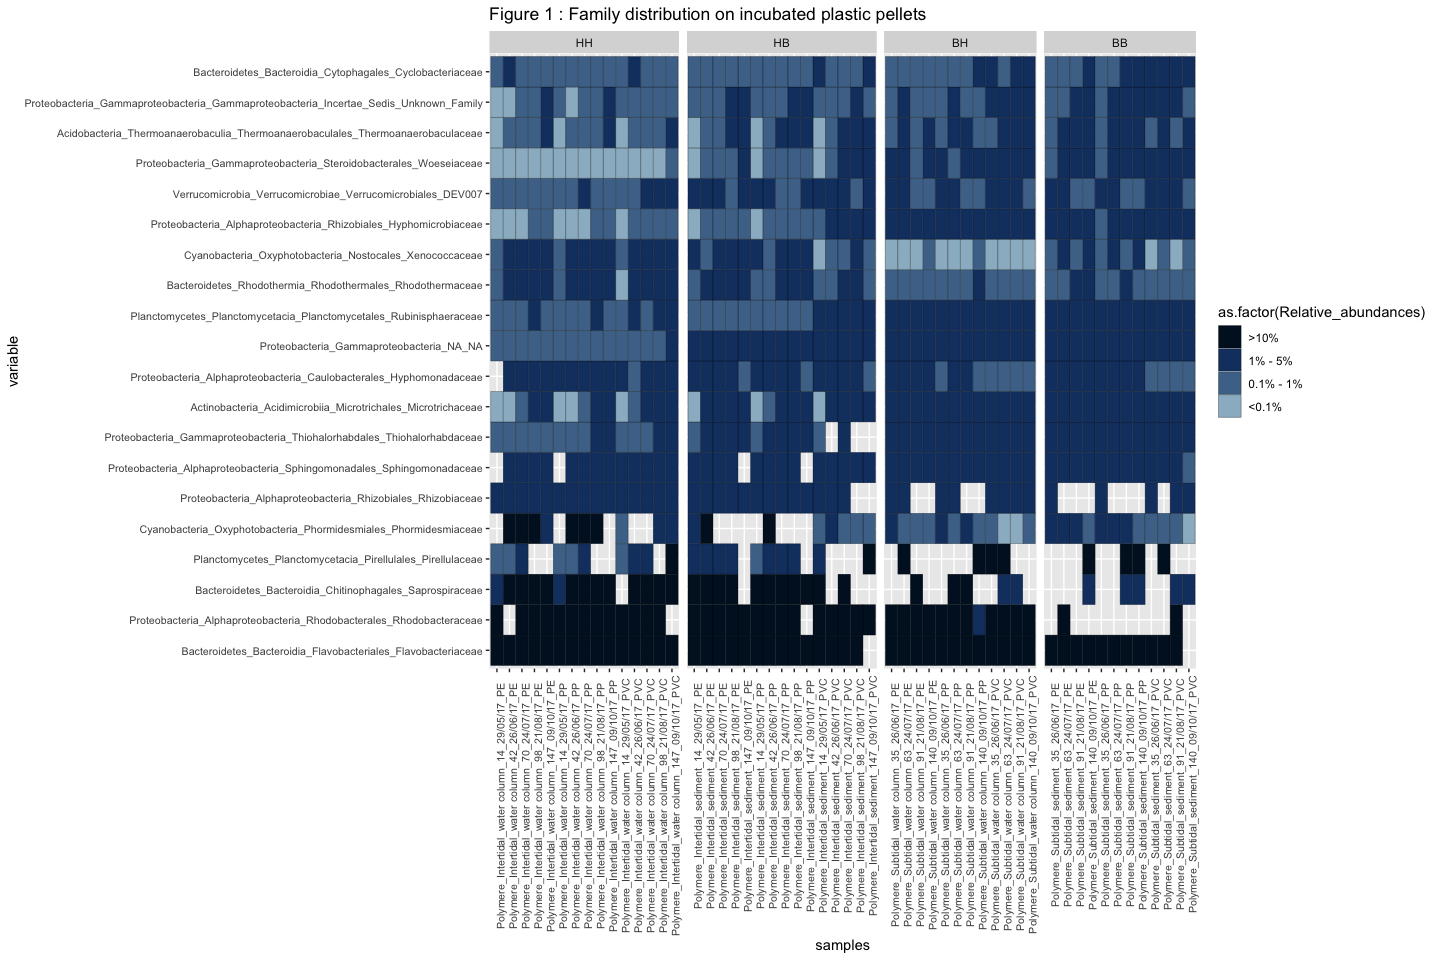 Figure 1 : Family distribution on incubated plastic pellets
HH
HB
BH
BB
variable
Bacteroidetes_Bacteroidia_Cytophagales_Cyclobacteriaceae
Proteobacteria_Gammaproteobacteria_Gammaproteobacteria_Incertae_Sedis_Unknown_Family
Acidobacteria_Thermoanaerobaculia_Thermoanaerobaculales_Thermoanaerobaculaceae
Proteobacteria_Gammaproteobacteria_Steroidobacterales_Woeseiaceae
Verrucomicrobia_Verrucomicrobiae_Verrucomicrobiales_DEV007
Proteobacteria_Alphaproteobacteria_Rhizobiales_Hyphomicrobiaceae
Cyanobacteria_Oxyphotobacteria_Nostocales_Xenococcaceae
Bacteroidetes_Rhodothermia_Rhodothermales_Rhodothermaceae
Planctomycetes_Planctomycetacia_Planctomycetales_Rubinisphaeraceae
Proteobacteria_Gammaproteobacteria_NA_NA
Proteobacteria_Alphaproteobacteria_Caulobacterales_Hyphomonadaceae
Actinobacteria_Acidimicrobiia_Microtrichales_Microtrichaceae
Proteobacteria_Gammaproteobacteria_Thiohalorhabdales_Thiohalorhabdaceae
Proteobacteria_Alphaproteobacteria_Sphingomonadales_Sphingomonadaceae
Proteobacteria_Alphaproteobacteria_Rhizobiales_Rhizobiaceae
Cyanobacteria_Oxyphotobacteria_Phormidesmiales_Phormidesmiaceae
Planctomycetes_Planctomycetacia_Pirellulales_Pirellulaceae
Bacteroidetes_Bacteroidia_Chitinophagales_Saprospiraceae
Proteobacteria_Alphaproteobacteria_Rhodobacterales_Rhodobacteraceae
Bacteroidetes_Bacteroidia_Flavobacteriales_Flavobacteriaceae
Polymere_Intertidal_water column_14_29/05/17_PE
Polymere_Intertidal_water column_42_26/06/17_PE
Polymere_Intertidal_water column_70_24/07/17_PE
Polymere_Intertidal_water column_98_21/08/17_PE
Polymere_Intertidal_water column_147_09/10/17_PE
Polymere_Intertidal_water column_14_29/05/17_PP
Polymere_Intertidal_water column_42_26/06/17_PP
Polymere_Intertidal_water column_70_24/07/17_PP
Polymere_Intertidal_water column_98_21/08/17_PP
Polymere_Intertidal_water column_147_09/10/17_PP
Polymere_Intertidal_water column_14_29/05/17_PVC
Polymere_Intertidal_water column_42_26/06/17_PVC
Polymere_Intertidal_water column_70_24/07/17_PVC
Polymere_Intertidal_water column_98_21/08/17_PVC
Polymere_Intertidal_water column_147_09/10/17_PVC
Polymere_Intertidal_sediment_14_29/05/17_PE
Polymere_Intertidal_sediment_42_26/06/17_PE
Polymere_Intertidal_sediment_70_24/07/17_PE
Polymere_Intertidal_sediment_98_21/08/17_PE
Polymere_Intertidal_sediment_147_09/10/17_PE
Polymere_Intertidal_sediment_14_29/05/17_PP
Polymere_Intertidal_sediment_42_26/06/17_PP
Polymere_Intertidal_sediment_70_24/07/17_PP
Polymere_Intertidal_sediment_98_21/08/17_PP
Polymere_Intertidal_sediment_147_09/10/17_PP
Polymere_Intertidal_sediment_14_29/05/17_PVC
Polymere_Intertidal_sediment_42_26/06/17_PVC
Polymere_Intertidal_sediment_70_24/07/17_PVC
Polymere_Intertidal_sediment_98_21/08/17_PVC
Polymere_Intertidal_sediment_147_09/10/17_PVC
Polymere_Subtidal_water column_35_26/06/17_PE
Polymere_Subtidal_water column_63_24/07/17_PE
Polymere_Subtidal_water column_91_21/08/17_PE
Polymere_Subtidal_water column_140_09/10/17_PE
Polymere_Subtidal_water column_35_26/06/17_PP
Polymere_Subtidal_water column_63_24/07/17_PP
Polymere_Subtidal_water column_91_21/08/17_PP
Polymere_Subtidal_water column_140_09/10/17_PP
Polymere_Subtidal_water column_35_26/06/17_PVC
Polymere_Subtidal_water column_63_24/07/17_PVC
Polymere_Subtidal_water column_91_21/08/17_PVC
Polymere_Subtidal_water column_140_09/10/17_PVC
Polymere_Subtidal_sediment_35_26/06/17_PE
Polymere_Subtidal_sediment_63_24/07/17_PE
Polymere_Subtidal_sediment_91_21/08/17_PE
Polymere_Subtidal_sediment_140_09/10/17_PE
Polymere_Subtidal_sediment_35_26/06/17_PP
Polymere_Subtidal_sediment_63_24/07/17_PP
Polymere_Subtidal_sediment_91_21/08/17_PP
Polymere_Subtidal_sediment_140_09/10/17_PP
Polymere_Subtidal_sediment_35_26/06/17_PVC
Polymere_Subtidal_sediment_63_24/07/17_PVC
Polymere_Subtidal_sediment_91_21/08/17_PVC
Polymere_Subtidal_sediment_140_09/10/17_PVC
samples
as.factor(Relative_abundances)
>10%
1% - 5%
0.1% - 1%
<0.1%